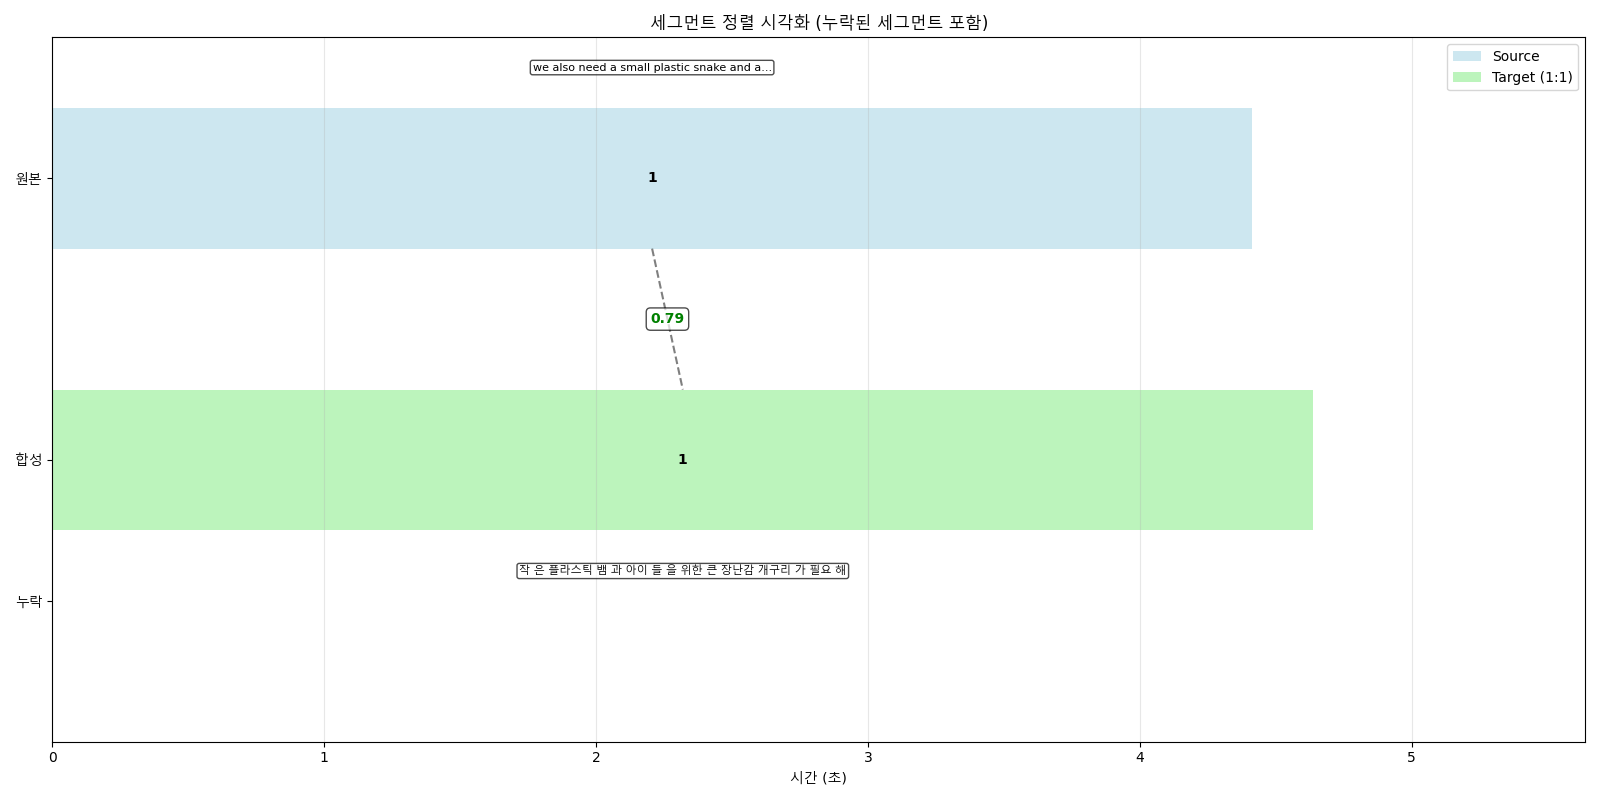 세그먼트 정렬 시각화 (누락된 세그먼트 포함)
we also need a small plastic snake and a...
Source
Target (1:1)
원본
1
0.79
합성
1
작 은 플라스틱 뱀 과 아이 들 을 위한 큰 장난감 개구리 가 필요 해
누락
0 1 2 3 4 5
시간 (초)